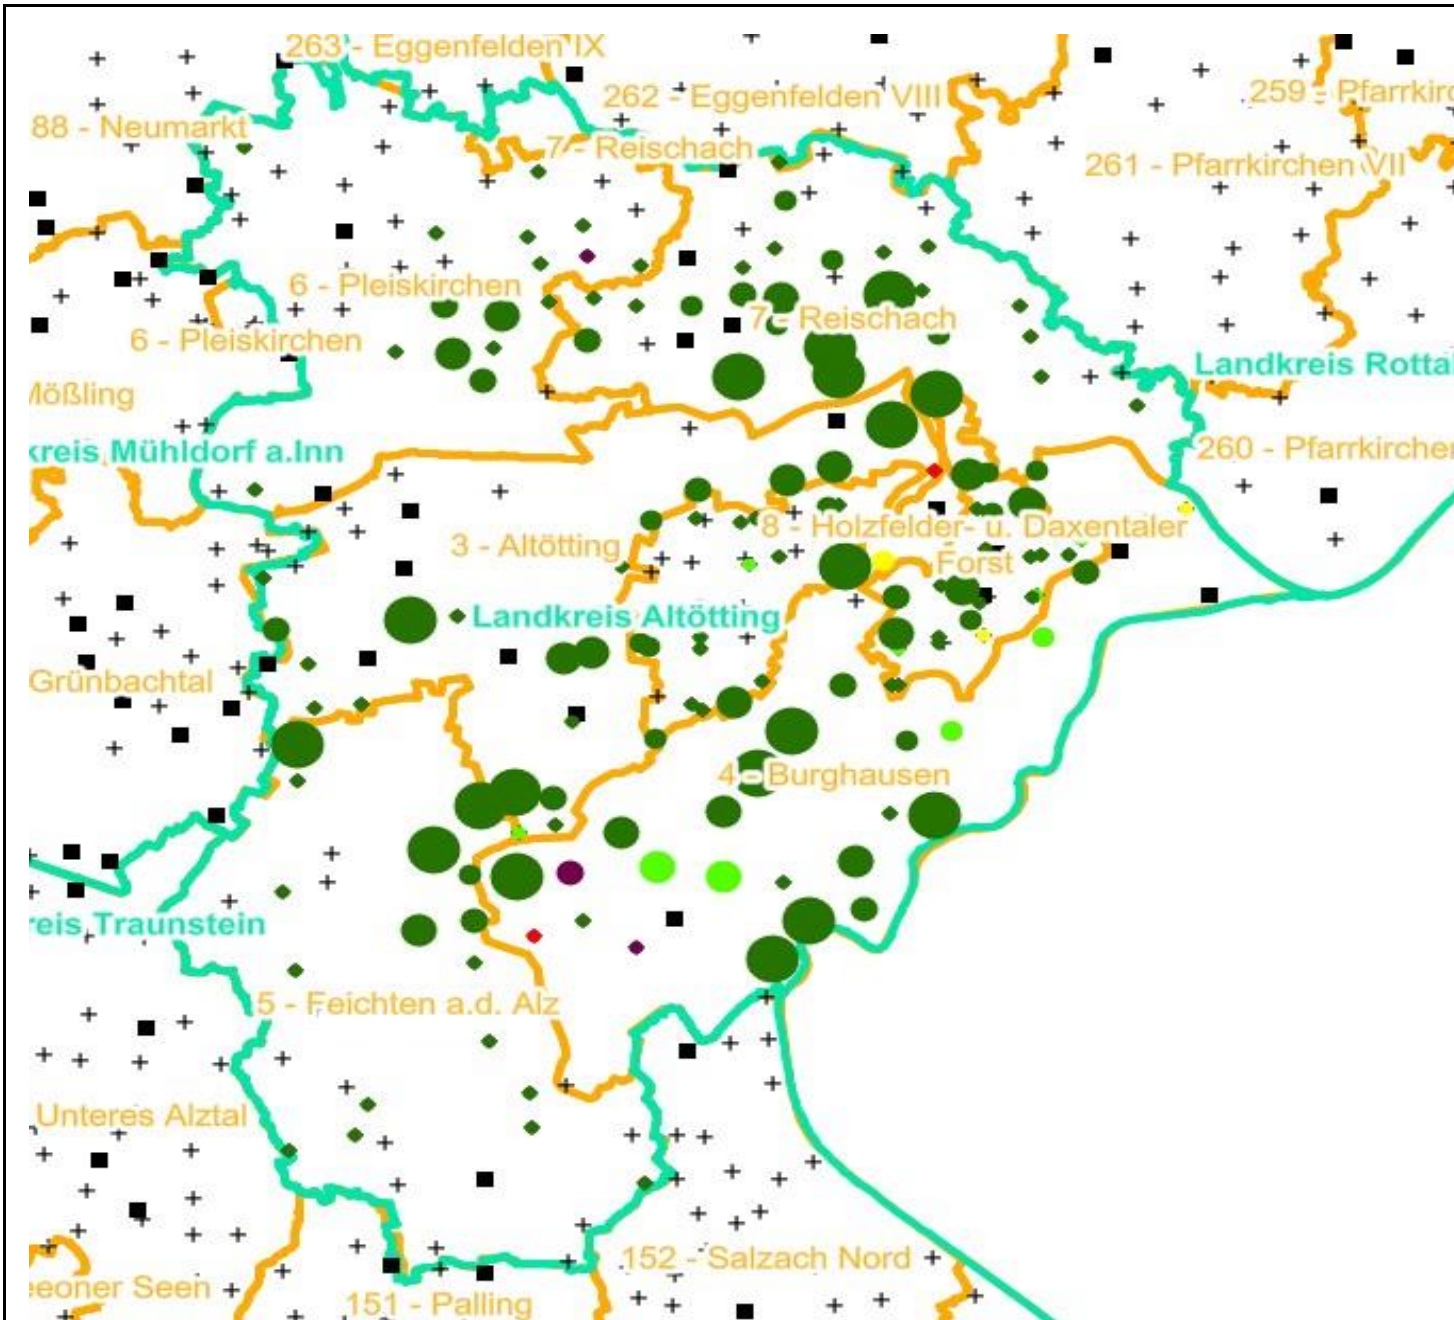 263 - Eggenfelden IX
262 - Eggenfelden VIII
259 - Pfarrkirc
88 - Neumarkt
7 - Reischach
261 - Pfarrkirchen VII
6 - Pleiskirchen
7 - Reischach
6 - Pleiskirchen
Landkreis Rotta
Mößling
kreis Mühldorf a.Inn
260 - Pfarrkirchen
8 - Holzfelder- u. Daxentaler
Forst
3 - Altötting
Landkreis Altötting
Grünbachtal
4 - Burghausen
reis Traunstein
5 - Feichten a.d. Alz
Unteres Alztal
152 - Salzach Nord
eeoner Seen
151 - Palling